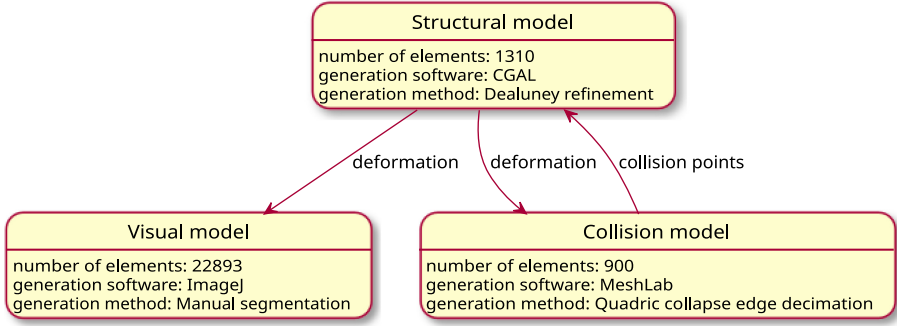 Structural model
number of elements: 1310
generation software: CGAL
generation method: Dealuney refinement
deformation
deformation
collision points
Visual model
number of elements: 22893
generation software: ImageJ
generation method: Manual segmentation
Collision model
number of elements: 900
generation software: MeshLab
generation method: Quadric collapse edge decimation